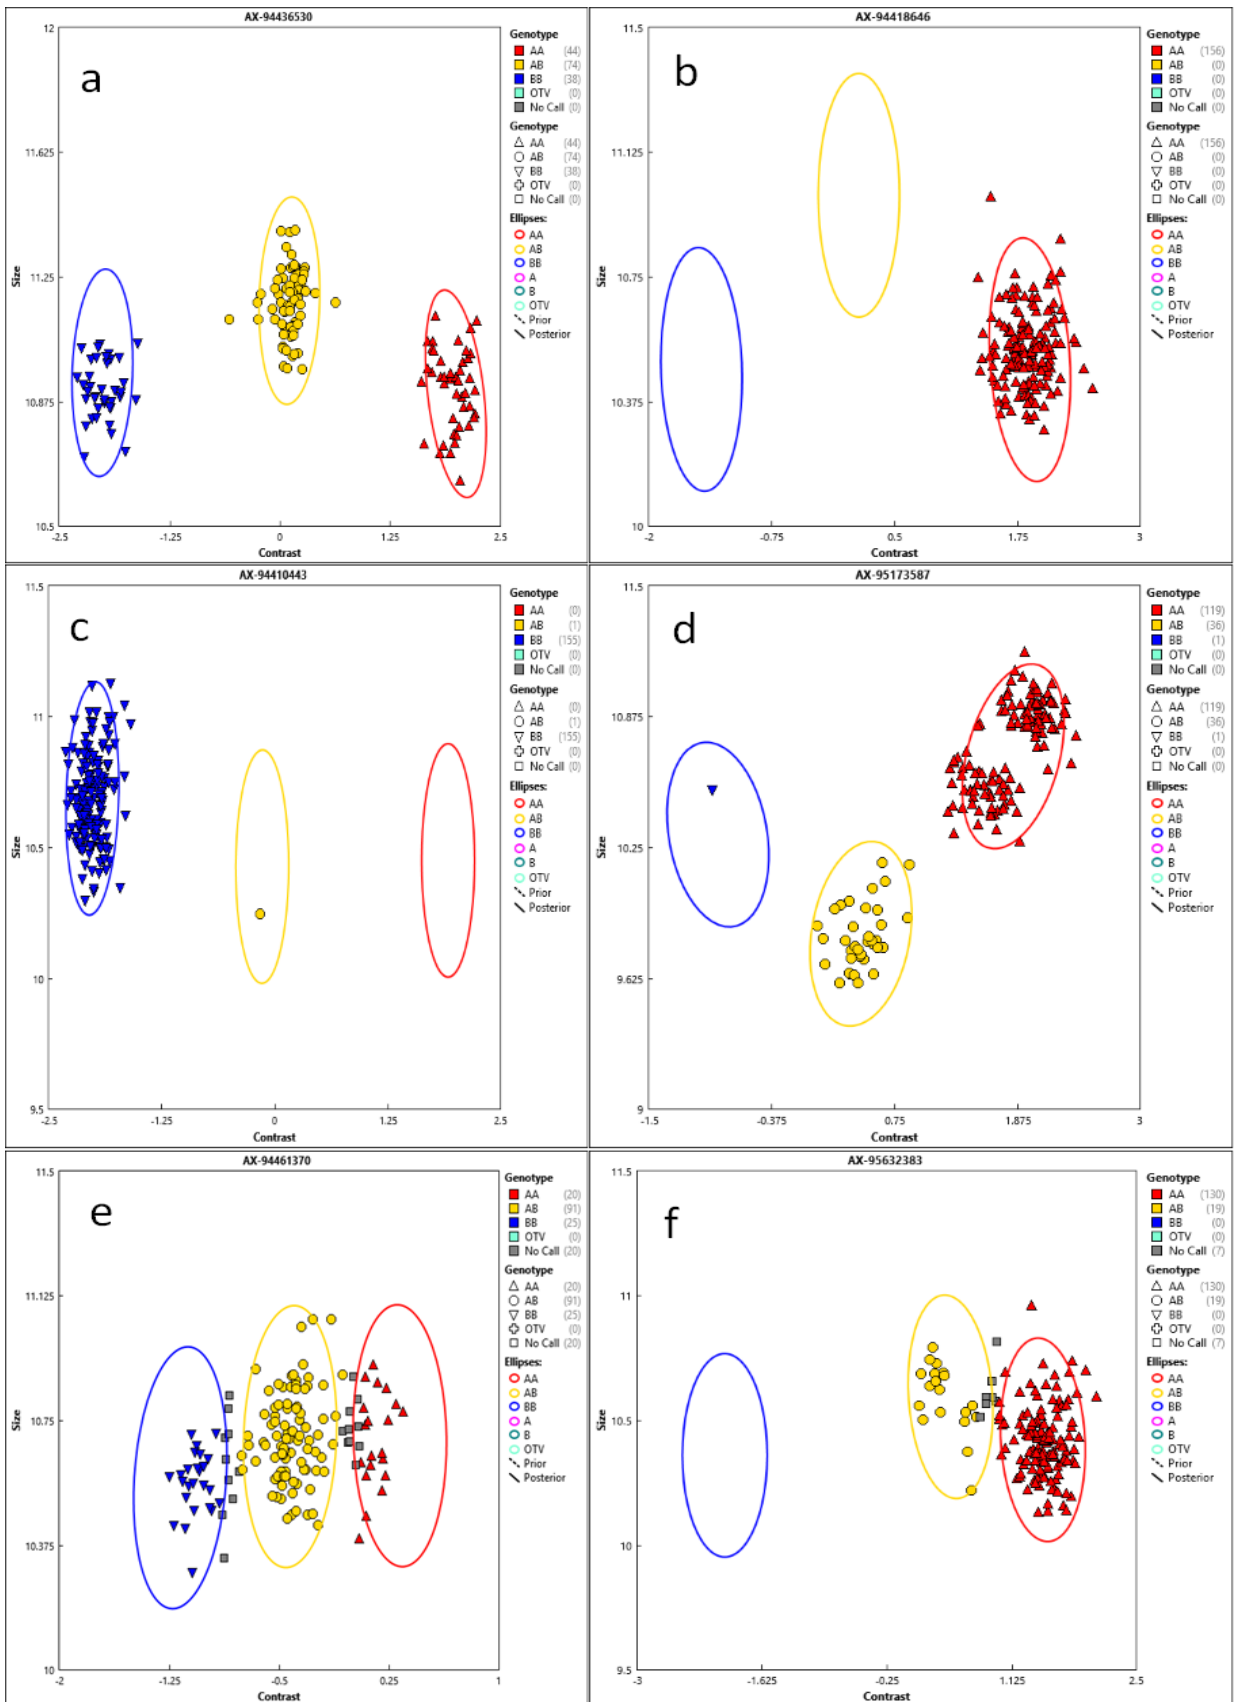 AX-94436530
a
12
11.625
11.25
10.875
10.5
Size
-2.5 -1.25 0 1.25 2.5
Contrast
Genotype
AA (44)
AB (74)
BB (38)
OTV (0)
No Call (0)
Genotype
AA (44)
AB (74)
BB (38)
OTV (0)
No Call (0)
Ellipses:
AA
AB
BB
A
B
OTV
Prior
Posterior
AX-94418646
b
11.5
11.125
10.75
10.375
10
Size
-2 -0.75 0.5 1.75 3
Contrast
Genotype
AA (156)
AB (0)
BB (0)
OTV (0)
No Call (0)
Genotype
AA (156)
AB (0)
BB (0)
OTV (0)
No Call (0)
Ellipses:
AA
AB
BB
A
B
OTV
Prior
Posterior
AX-94410443
c
11.5
11
10.5
10
9.5
Size
-2.5 -1.25 0 1.25 2.5
Contrast
Genotype
AA (0)
AB (1)
BB (155)
OTV (0)
No Call (0)
Genotype
AA (0)
AB (1)
BB (155)
OTV (0)
No Call (0)
Ellipses:
AA
AB
BB
A
B
OTV
Prior
Posterior
AX-95173587
d
11.5
10.875
10.25
9.625
9
Size
-1.5 -0.375 0.75 1.875 3
Contrast
Genotype
AA (119)
AB (36)
BB (1)
OTV (0)
No Call (0)
Genotype
AA (119)
AB (36)
BB (1)
OTV (0)
No Call (0)
Ellipses:
AA
AB
BB
A
B
OTV
Prior
Posterior
AX-94461370
e
11.5
11.125
10.75
10.375
10
Size
-2 -1.25 -0.5 0.25 1
Contrast
Genotype
AA (20)
AB (91)
BB (25)
OTV (0)
No Call (20)
Genotype
AA (20)
AB (91)
BB (25)
OTV (0)
No Call (20)
Ellipses:
AA
AB
BB
A
B
OTV
Prior
Posterior
AX-95632383
f
11.5
11
10.5
10
9.5
Size
-3 -1.625 -0.25 1.125 2.5
Contrast
Genotype
AA (130)
AB (19)
BB (0)
OTV (0)
No Call (7)
Genotype
AA (130)
AB (19)
BB (0)
OTV (0)
No Call (7)
Ellipses:
AA
AB
BB
A
B
OTV
Prior
Posterior